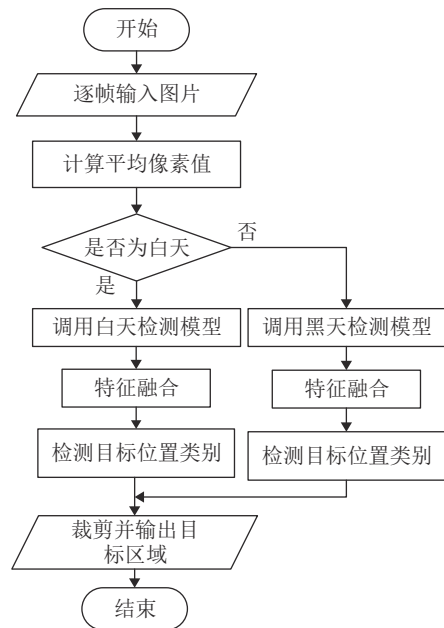 开始
逐帧输入图片
计算平均像素值
是否为白天
否
是
调用白天检测模型
调用黑天检测模型
特征融合
特征融合
检测目标位置类别
检测目标位置类别
裁剪并输出目
标区域
结束